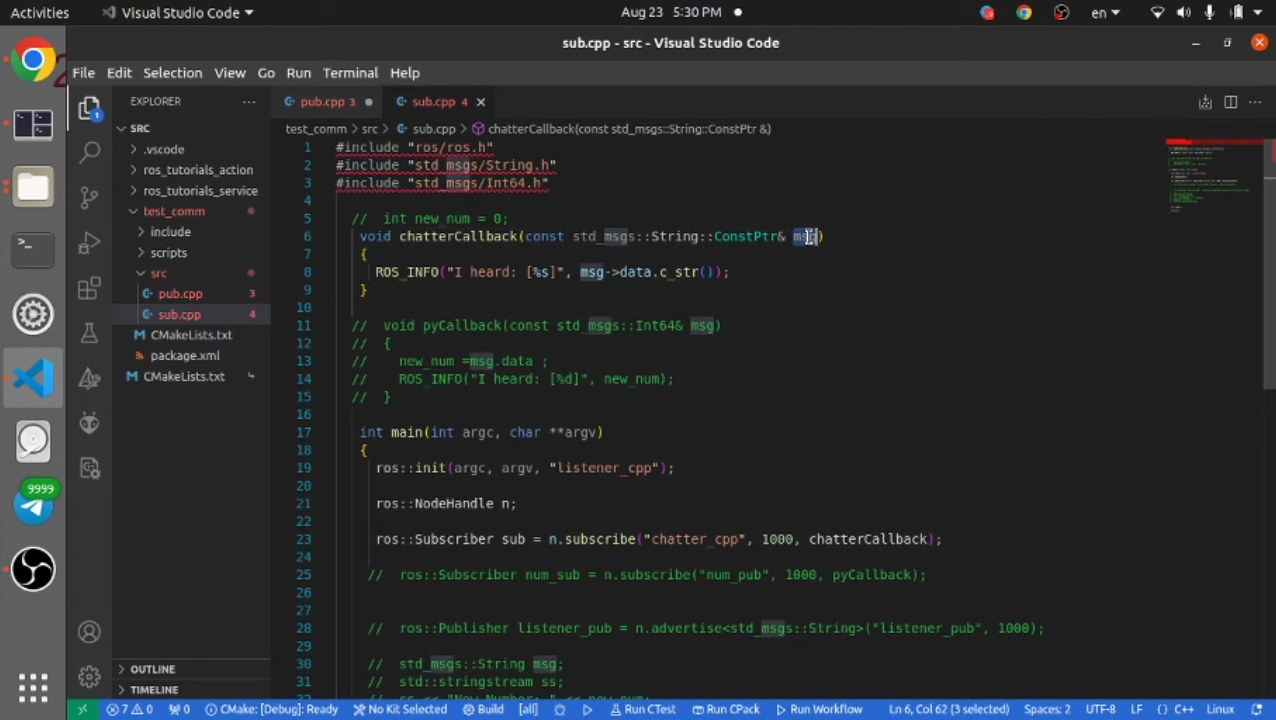 Activities
Visual Studio Code
Aug 23 5:30 PM
en
sub.cpp - src - Visual Studio Code
File Edit Selection View Go Run Terminal Help
EXPLORER
pub.cpp 3
sub.cpp 4
test_comm > src > sub.cpp > chatterCallback(const std_msgs::String::ConstPtr &)
1
SRC
.vscode
ros_tutorials_action
ros_tutorials_service
test_comm
include
scripts
src
pub.cpp 3
sub.cpp 4
CMakeLists.txt
package.xml
CMakeLists.txt
OUTLINE
TIMELINE
9999
1 #include "ros/ros.h"
2 #include "std_msgs/String.h"
3 #include "std_msgs/Int64.h"
4
5 // int new_num = 0;
6 void chatterCallback(const std_msgs::String::ConstPtr& msg)
7 {
8 ROS_INFO("I heard: [%s]", msg->data.c_str());
9 }
10
11 // void pyCallback(const std_msgs::Int64& msg)
12 // {
13 // new_num =msg.data ;
14 // ROS_INFO("I heard: [%d]", new_num);
15 // }
16
17 int main(int argc, char **argv)
18 {
19 ros::init(argc, argv, "listener_cpp");
20
21 ros::NodeHandle n;
22
23 ros::Subscriber sub = n.subscribe("chatter_cpp", 1000, chatterCallback);
24
25 // ros::Subscriber num_sub = n.subscribe("num_pub", 1000, pyCallback);
26
27
28 // ros::Publisher listener_pub = n.advertise<std_msgs::String>("listener_pub", 1000);
29
30 // std_msgs::String msg;
31 // std::stringstream ss;
32 // ss << "New Number: " << new_num;
7 0 0 CMake: [Debug]: Ready No Kit Selected Build [all] Run CTest Run CPack Run Workflow Ln 6, Col 62 (3 selected) Spaces: 2 UTF-8 LF {} C++ Linux